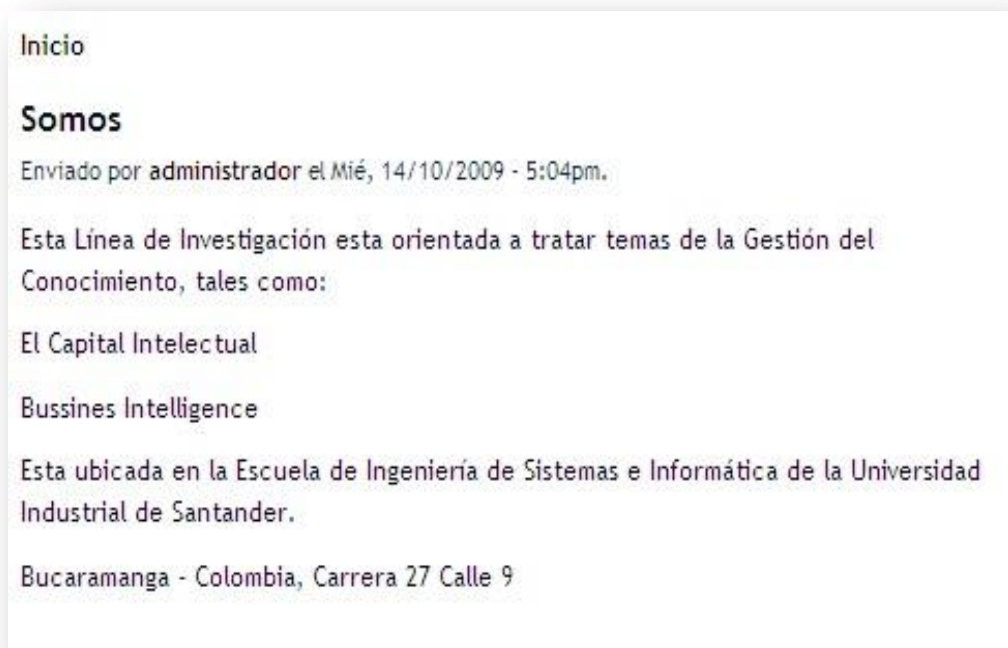 Inicio
Somos
Enviado por administrador el Mié, 14/10/2009 - 5:04pm.
Esta Línea de Investigación esta orientada a tratar temas de la Gestión del
Conocimiento, tales como:
El Capital Intelectual
Bussines Intelligence
Esta ubicada en la Escuela de Ingeniería de Sistemas e Informática de la Universidad
Industrial de Santander.
Bucaramanga - Colombia, Carrera 27 Calle 9